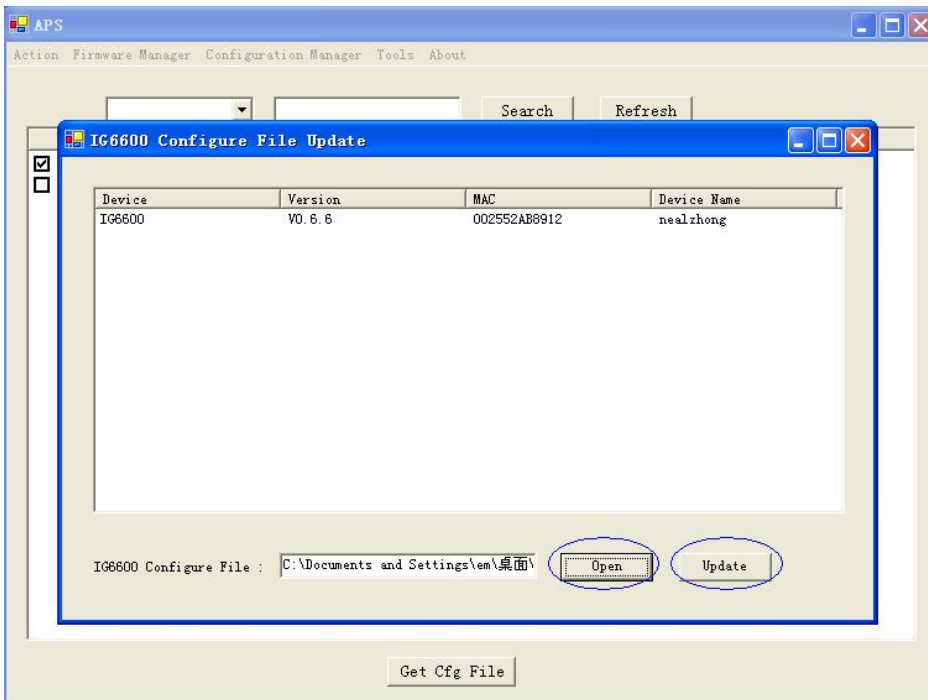 APS
Action Firmware Manager Configuration Manager Tools About
Search Refresh
IG6600 Configure File Update
Device Version MAC Device Name
IG6600 V0.6.6 002552AB8912 nealzhong
IG6600 Configure File : C:\Documents and Settings\em\桌面\ Open Update
Get Cfg File